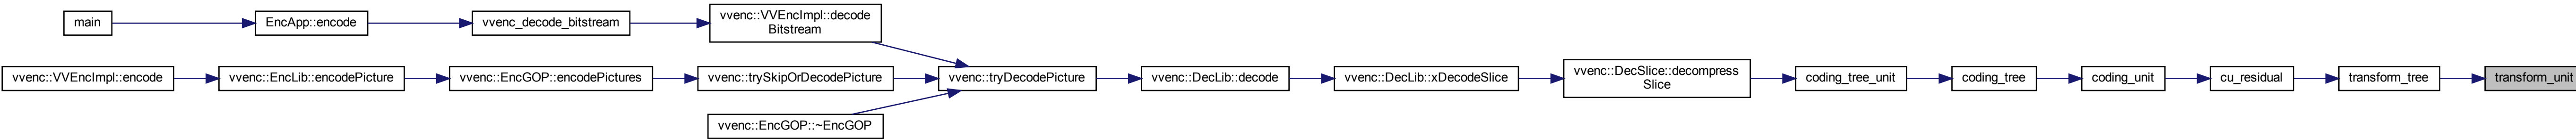 main
EncApp::encode
vvenc_decode_bitstream
vvenc::VVEncImpl::decode
Bitstream
vvenc::VVEncImpl::encode
vvenc::EncLib::encodePicture
vvenc::EncGOP::encodePictures
vvenc::trySkipOrDecodePicture
vvenc::tryDecodePicture
vvenc::DecLib::decode
vvenc::DecLib::xDecodeSlice
vvenc::DecSlice::decompress
Slice
coding_tree_unit
coding_tree
coding_unit
cu_residual
transform_tree
transform_unit
vvenc::EncGOP::~EncGOP